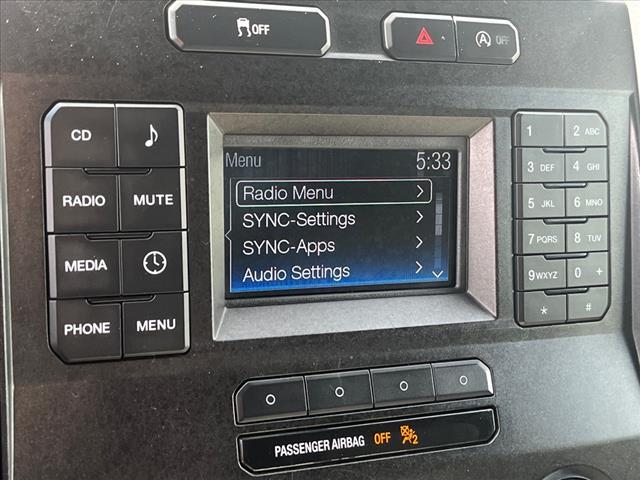 OFF
A OFF
CD
RADIO MUTE
MEDIA
PHONE MENU
Menu 5:33
Radio Menu >
SYNC-Settings >
SYNC-Apps >
Audio Settings >
1 2 ABC
3 DEF 4 GHI
5 JKL 6 MNO
7 PQRS 8 TUV
9 WXYZ 0 +
* #
PASSENGER AIRBAG OFF 2